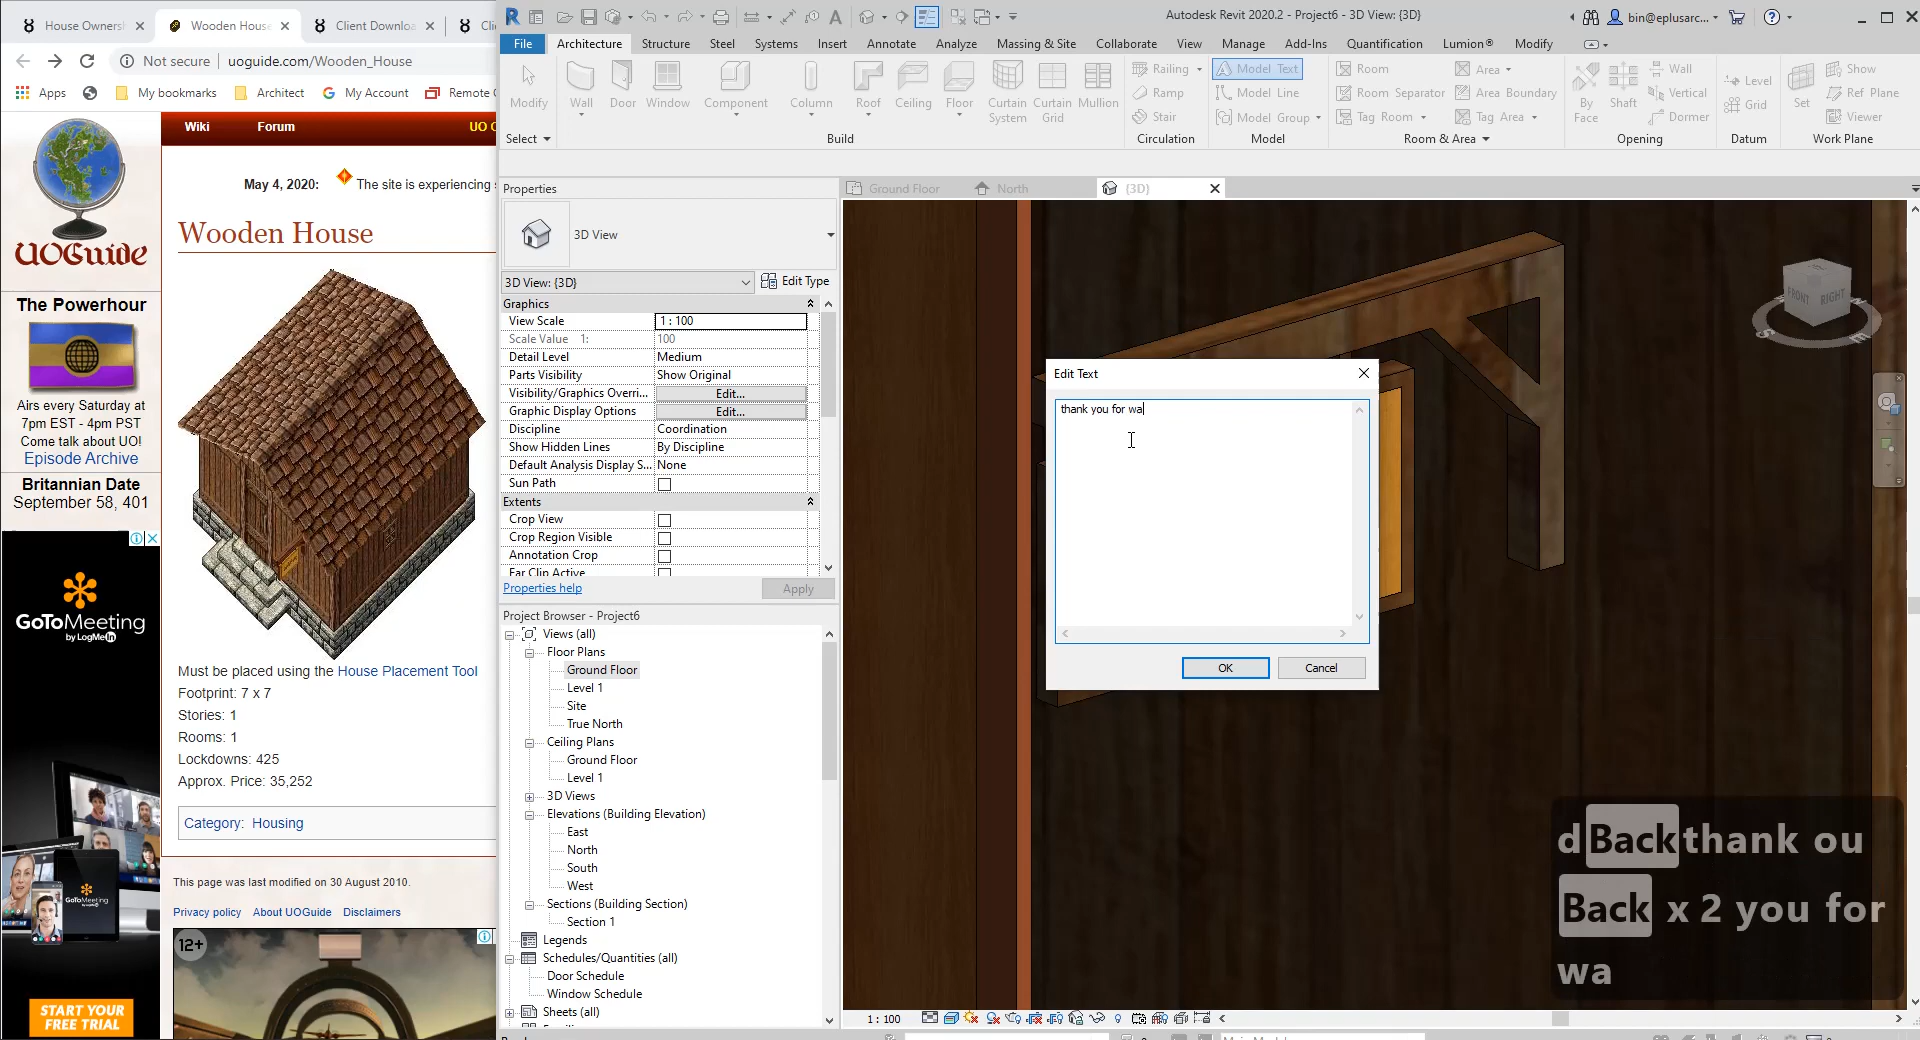 House Ownersh
Wooden House
Client Downloa
Cli
Not secure
uoguide.com/Wooden_House
Apps
My bookmarks
Architect
My Account
Remote
Wiki
Forum
UO
UOGuide
The Powerhour
Airs every Saturday at
7pm EST - 4pm PST
Come talk about UO!
Episode Archive
Britannian Date
September 58, 401
GoToMeeting
by LogMeIn
START YOUR
FREE TRIAL
May 4, 2020:
The site is experiencing
Wooden House
Must be placed using the House Placement Tool
Footprint: 7 x 7
Stories: 1
Rooms: 1
Lockdowns: 425
Approx. Price: 35,252
Category: Housing
This page was last modified on 30 August 2010.
Privacy policy About UOGuide Disclaimers
12+
Autodesk Revit 2020.2 - Project6 - 3D View: {3D}
bin@eplusarc...
File Architecture Structure Steel Systems Insert Annotate Analyze Massing & Site Collaborate View Manage Add-Ins Quantification Lumion® Modify
Modify
Wall
Door
Window
Component
Column
Roof
Ceiling
Floor
Curtain System
Curtain Grid
Mullion
Railing
Ramp
Stair
Model Text
Model Line
Model Group
Room
Room Separator
Tag Room
Area
Area Boundary
Tag Area
By Face
Shaft
Wall
Vertical
Dormer
Level
Grid
Set
Show
Ref Plane
Viewer
Select
Build
Circulation
Model
Room & Area
Opening
Datum
Work Plane
Properties
3D View
3D View: {3D}
Edit Type
Graphics
View Scale 1 : 100
Scale Value 1: 100
Detail Level Medium
Parts Visibility Show Original
Visibility/Graphics Overri... Edit...
Graphic Display Options Edit...
Discipline Coordination
Show Hidden Lines By Discipline
Default Analysis Display S... None
Sun Path
Extents
Crop View
Crop Region Visible
Annotation Crop
Far Clip Active
Properties help
Apply
Project Browser - Project6
Views (all)
Floor Plans
Ground Floor
Level 1
Site
True North
Ceiling Plans
Ground Floor
Level 1
3D Views
Elevations (Building Elevation)
East
North
South
West
Sections (Building Section)
Section 1
Legends
Schedules/Quantities (all)
Door Schedule
Window Schedule
Sheets (all)
Ground Floor
North
{3D}
FRONT
RIGHT
Edit Text
thank you for wa
OK
Cancel
dBackthank ou
Back x 2 you for
wa
1 : 100